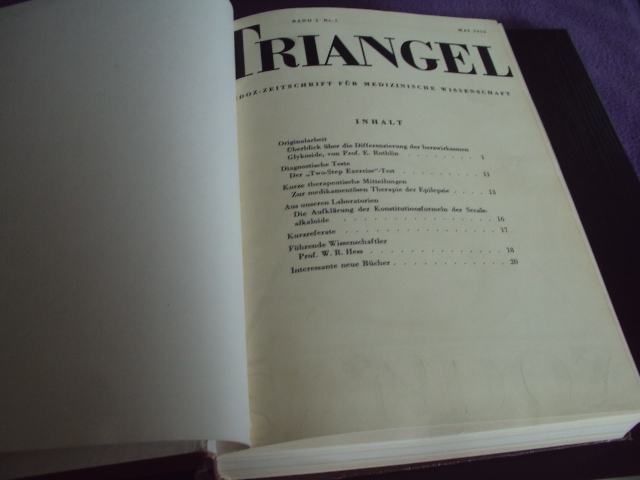 BAND 1 Nr. 1
MAI 1952
TRIANGEL
DOZ-ZEITSCHRIFT FÜR MEDIZINISCHE WISSENSCHAFT
INHALT
Originalarbeit
Überblick über die Differenzierung der herzwirksamen
Glykoside, von Prof. E. Rothlin . . . . . . . . 1
Diagnostische Teste
Der „Two-Step Exercise“-Test . . . . . . . . 11
Kurze therapeutische Mitteilungen
Zur medikamentösen Therapie der Epilepsie . . . . 13
Aus unseren Laboratorien
Die Aufklärung der Konstitutionsformeln der Secale-
alkaloide . . . . . . . . . . . . . . . 16
Kurzreferate . . . . . . . . . . . . . . 17
Führende Wissenschaftler
Prof. W. R. Hess . . . . . . . . . . . . 18
Interessante neue Bücher . . . . . . . . . . 20